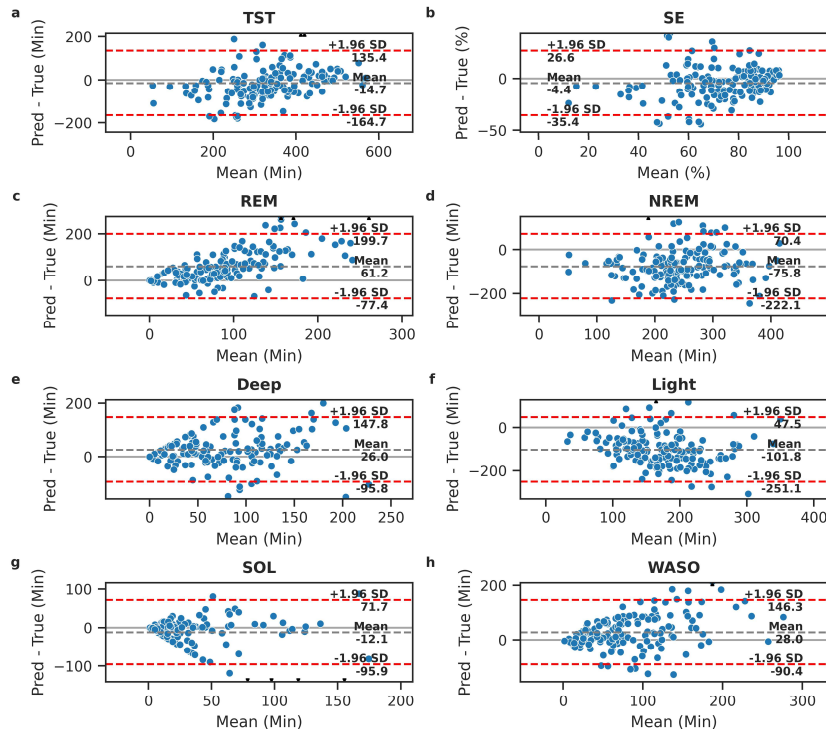 a
TST
Pred - True (Min)
200
0
−200
+1.96 SD
135.4
Mean
-14.7
-1.96 SD
-164.7
0
200
400
600
Mean (Min)
b
SE
Pred - True (%)
0
−50
+1.96 SD
26.6
Mean
-4.4
-1.96 SD
-35.4
0
20
40
60
80
100
Mean (%)
c
REM
Pred - True (Min)
200
0
+1.96 SD
199.7
Mean
61.2
-1.96 SD
-77.4
0
100
200
300
Mean (Min)
d
NREM
Pred - True (Min)
0
−200
+1.96 SD
70.4
Mean
-75.8
-1.96 SD
-222.1
0
200
400
Mean (Min)
e
Deep
Pred - True (Min)
200
0
+1.96 SD
147.8
Mean
26.0
-1.96 SD
-95.8
0
50
100
150
200
250
Mean (Min)
f
Light
Pred - True (Min)
0
−200
+1.96 SD
47.5
Mean
-101.8
-1.96 SD
-251.1
0
100
200
300
400
Mean (Min)
g
SOL
Pred - True (Min)
100
0
−100
+1.96 SD
71.7
Mean
-12.1
-1.96 SD
-95.9
0
50
100
150
200
Mean (Min)
h
WASO
Pred - True (Min)
200
0
+1.96 SD
146.3
Mean
28.0
-1.96 SD
-90.4
0
100
200
300
Mean (Min)